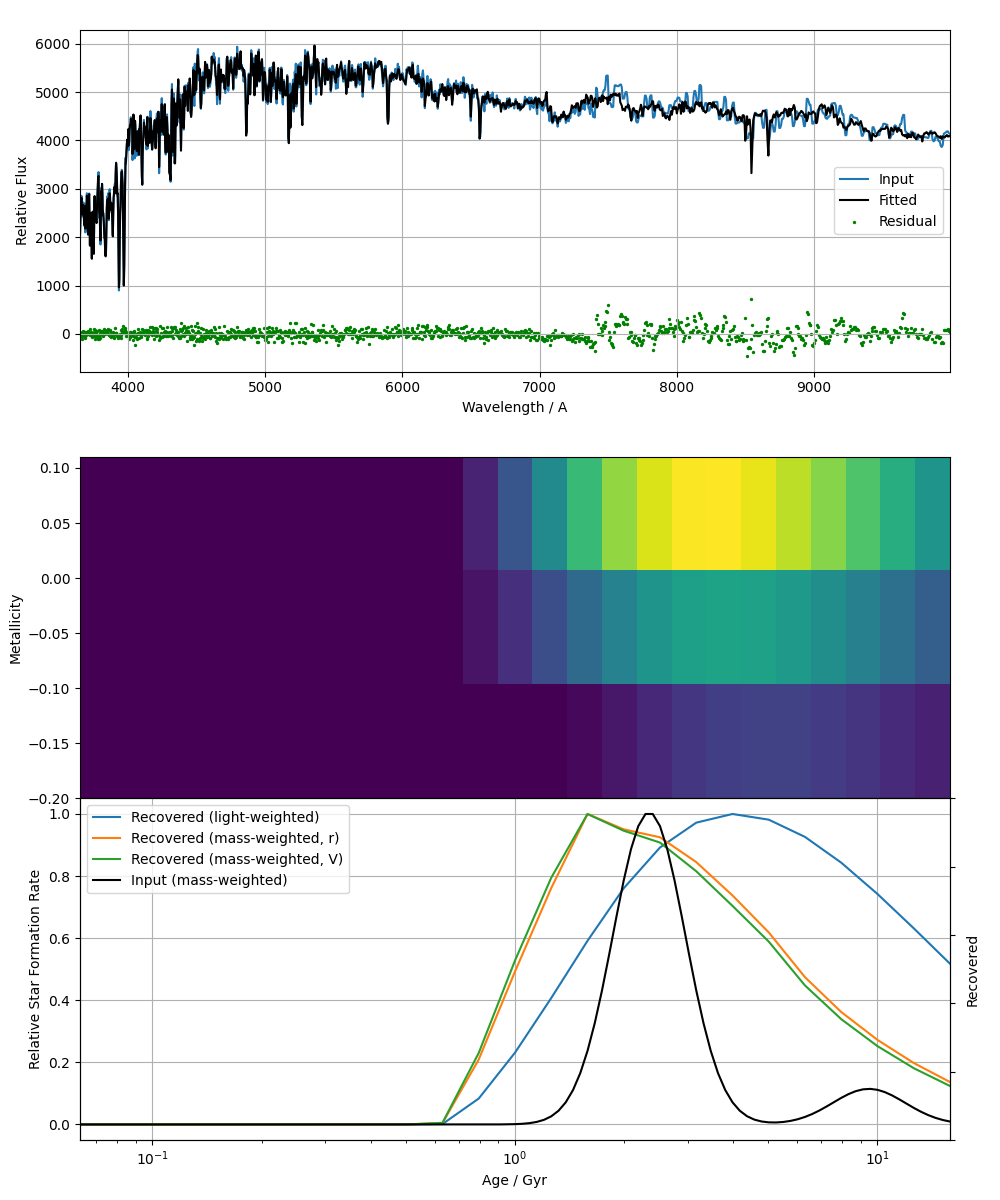 6000
5000
4000
3000
2000
1000
0
Relative Flux
Input
Fitted
Residual
4000
5000
6000
7000
8000
9000
Wavelength / A
0.10
0.05
0.00
−0.05
−0.10
−0.15
−0.20
Metallicity
1.0
0.8
0.6
0.4
0.2
0.0
Relative Star Formation Rate
Recovered (light-weighted)
Recovered (mass-weighted, r)
Recovered (mass-weighted, V)
Input (mass-weighted)
Recovered
10⁻¹
10⁰
10¹
Age / Gyr